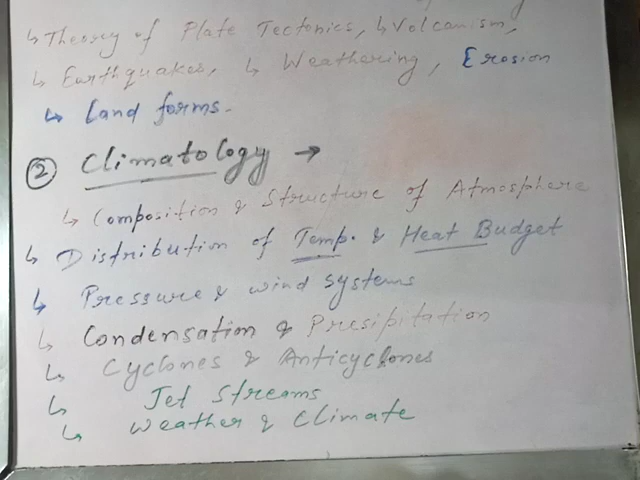 ↳ Theory of Plate Tectonics, ↳ Volcanism,
↳ Earthquakes, ↳ Weathering, Erosion
↳ Land forms.
② Climatology →
↳ Composition & Structure of Atmosphere
↳ Distribution of Temp. & Heat Budget
↳ Pressure & wind systems
↳ Condensation & Presipitation
↳ Cyclones & Anticyclones
↳ Jet Streams
↳ Weather & Climate